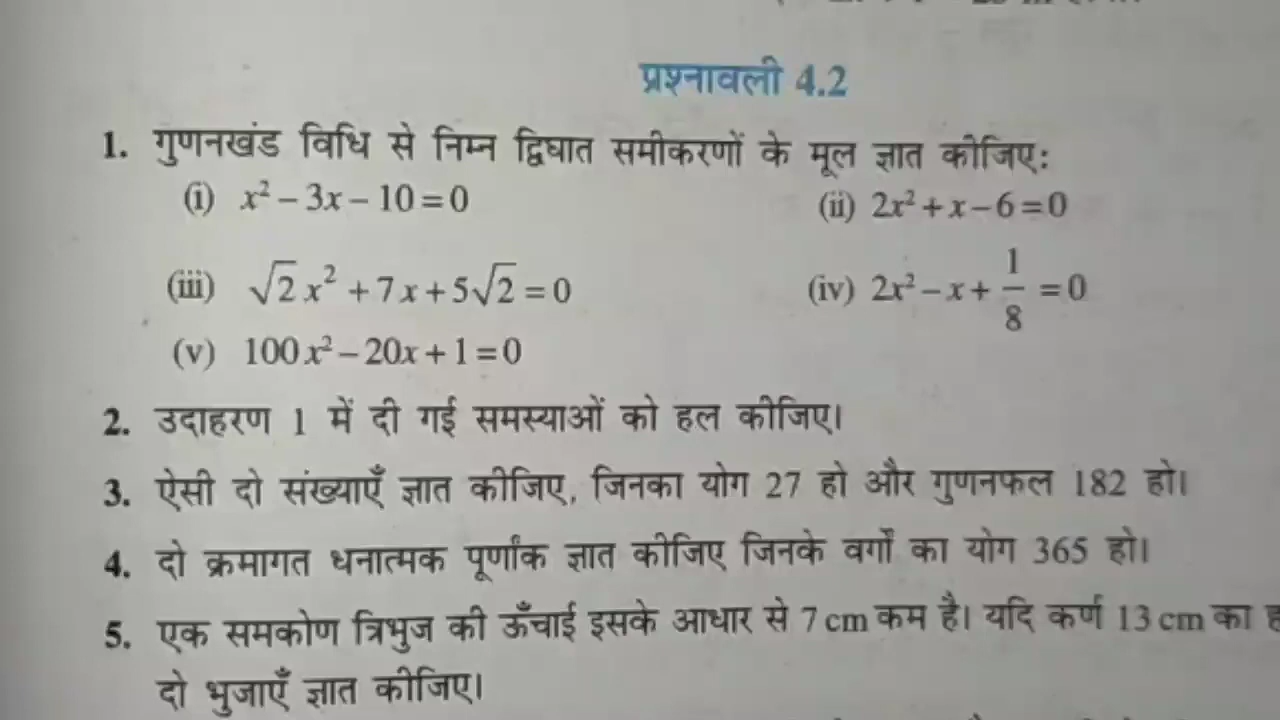 प्रश्नावली 4.2
1. गुणनखंड विधि से निम्न द्विघात समीकरणों के मूल ज्ञात कीजिए:
(i) x² – 3x – 10 = 0 (ii) 2x² + x – 6 = 0
(iii) √2 x² + 7x + 5√2 = 0 (iv) 2x² – x + 1/8 = 0
(v) 100x² – 20x + 1 = 0
2. उदाहरण 1 में दी गई समस्याओं को हल कीजिए।
3. ऐसी दो संख्याएँ ज्ञात कीजिए, जिनका योग 27 हो और गुणनफल 182 हो।
4. दो क्रमागत धनात्मक पूर्णांक ज्ञात कीजिए जिनके वर्गों का योग 365 हो।
5. एक समकोण त्रिभुज की ऊँचाई इसके आधार से 7 cm कम है। यदि कर्ण 13 cm का
दो भुजाएँ ज्ञात कीजिए।